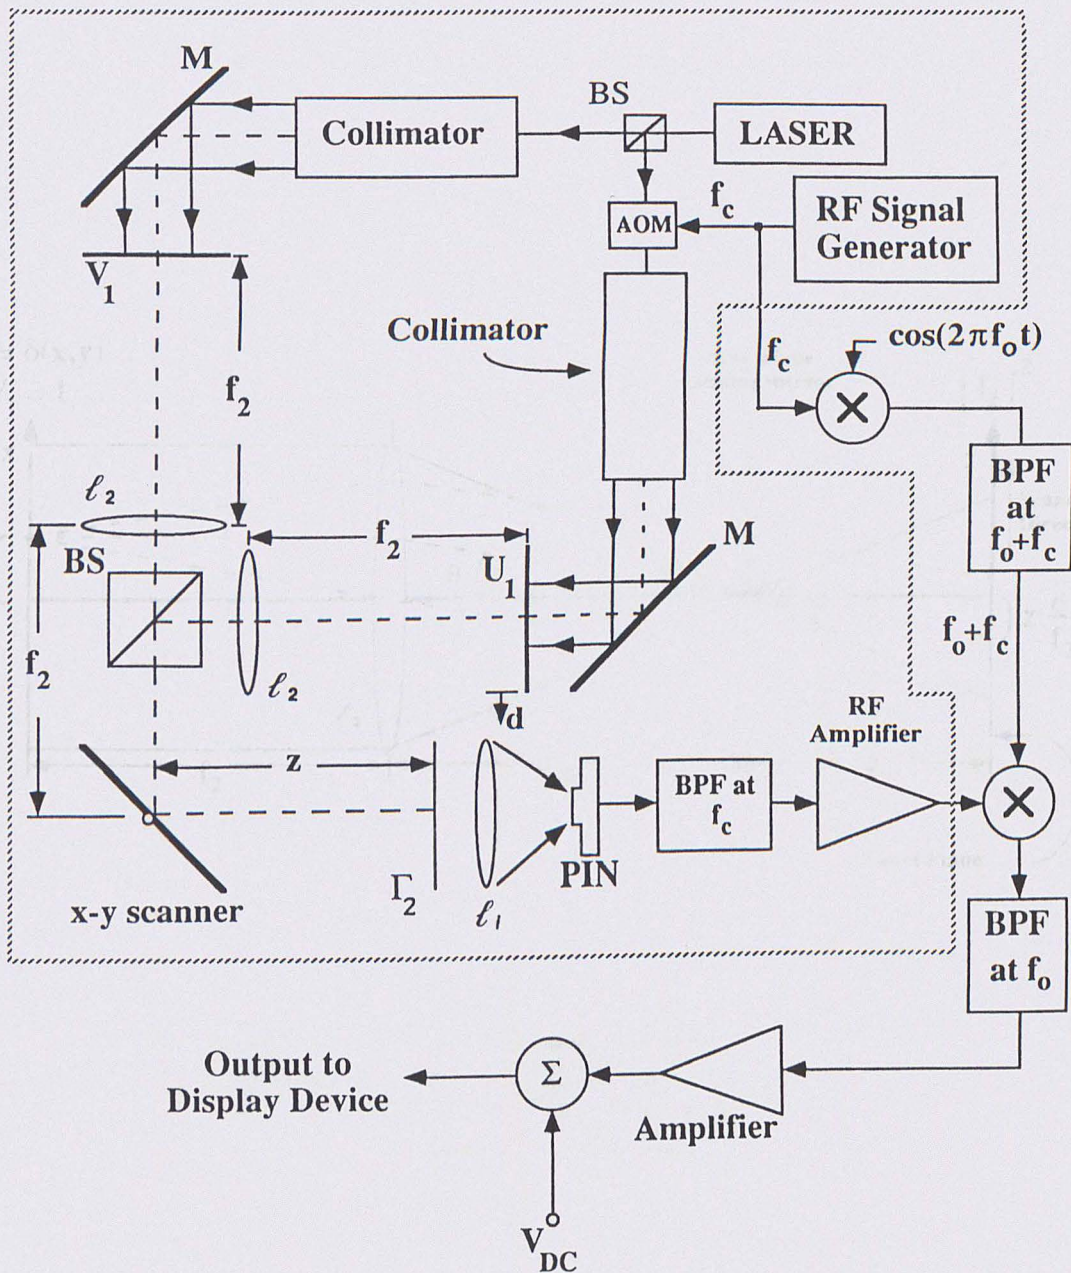 M
Collimator
BS
LASER
f_c
AOM
RF Signal
Generator
V_1
f_2
Collimator
f_c
cos(2πf_ot)
×
BPF
at
f_o+f_c
ℓ_2
BS
f_2
U_1
M
f_2
ℓ_2
f_o+f_c
d
z
RF
Amplifier
BPF at
f_c
×
PIN
Γ_2
ℓ_1
x-y scanner
BPF
at f_o
Output to
Display Device
Σ
Amplifier
V_DC